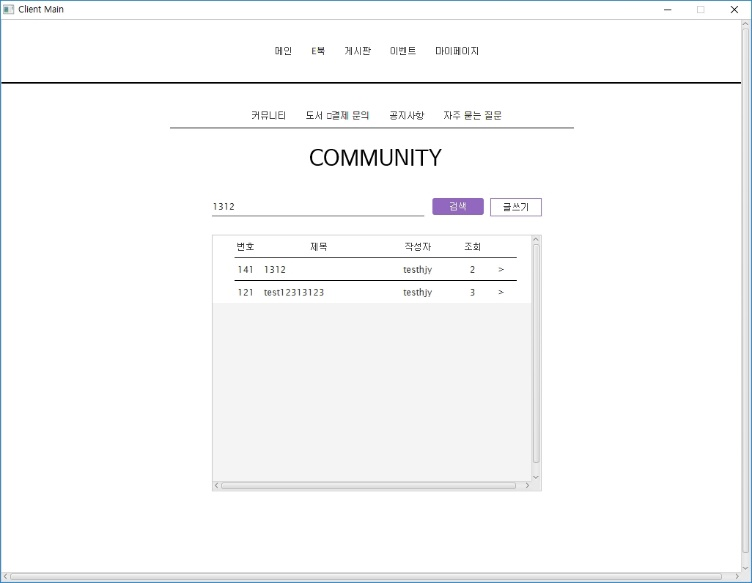 Client Main
메인 E북 게시판 이벤트 마이페이지
커뮤니티 도서 □결제 문의 공지사항 자주 묻는 질문
COMMUNITY
1312 검색 글쓰기
번호 제목 작성자 조회
141 1312 testhjy 2 >
121 test12313123 testhjy 3 >